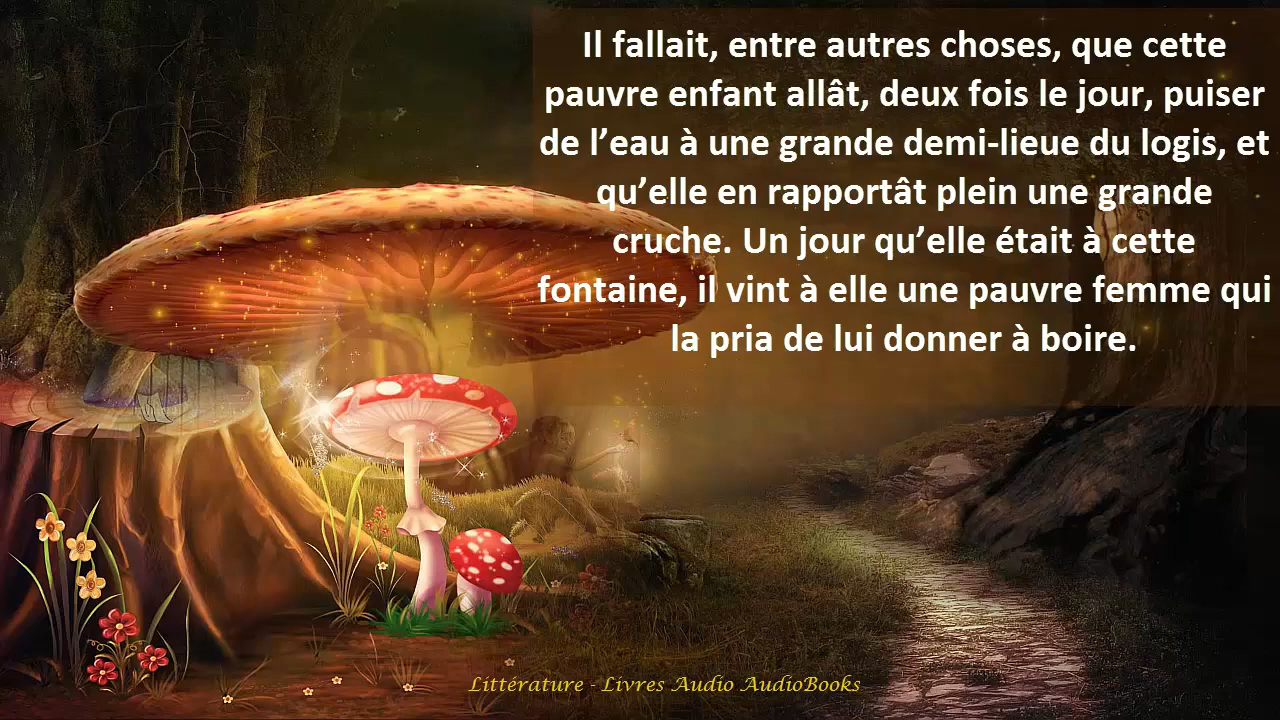 Il fallait, entre autres choses, que cette
pauvre enfant allât, deux fois le jour, puiser
de l’eau à une grande demi-lieue du logis, et
qu’elle en rapportât plein une grande
cruche. Un jour qu’elle était à cette
fontaine, il vint à elle une pauvre femme qui
la pria de lui donner à boire.
Littérature - Livres Audio AudioBooks